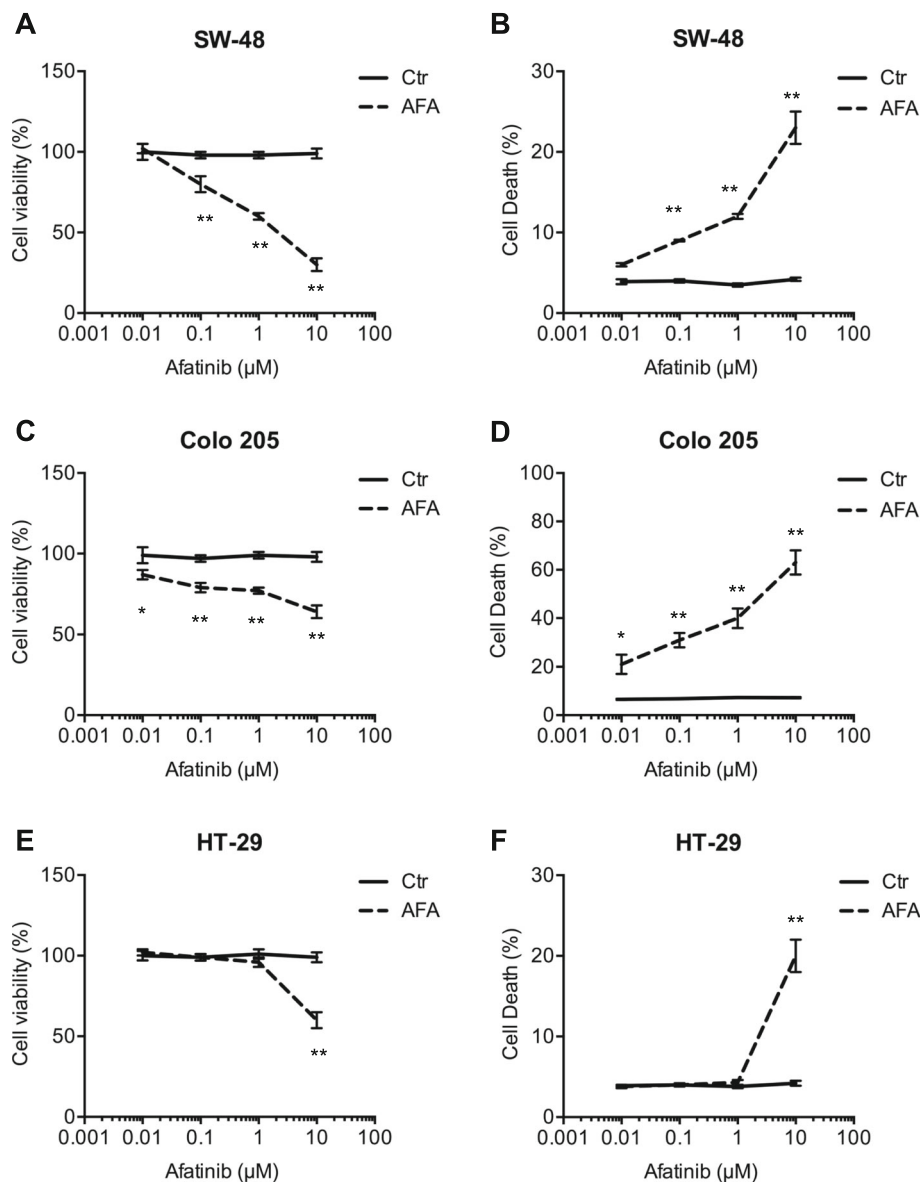 A
SW-48
150
100
50
0
Cell viability (%)
0.001 0.01 0.1 1 10 100
Afatinib (µM)
Ctr
AFA
**
**
**
B
SW-48
30
20
10
0
Cell Death (%)
0.001 0.01 0.1 1 10 100
Afatinib (µM)
Ctr
AFA
**
**
**
C
Colo 205
150
100
50
0
Cell viability (%)
0.001 0.01 0.1 1 10 100
Afatinib (µM)
Ctr
AFA
*
**
**
**
D
Colo 205
100
80
60
40
20
0
Cell Death (%)
0.001 0.01 0.1 1 10 100
Afatinib (µM)
Ctr
AFA
*
**
**
**
E
HT-29
150
100
50
0
Cell viability (%)
0.001 0.01 0.1 1 10 100
Afatinib (µM)
Ctr
AFA
**
F
HT-29
30
20
10
0
Cell Death (%)
0.001 0.01 0.1 1 10 100
Afatinib (µM)
Ctr
AFA
**